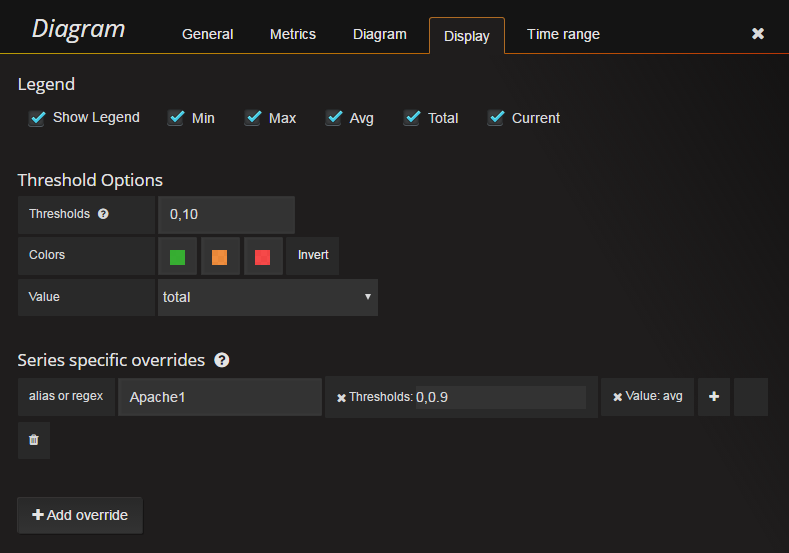 Diagram General Metrics Diagram Display Time range
Legend
Show Legend Min Max Avg Total Current
Threshold Options
Thresholds 0,10
Colors Invert
Value total
Series specific overrides
alias or regex Apache1 Thresholds: 0,0.9 Value: avg
Add override